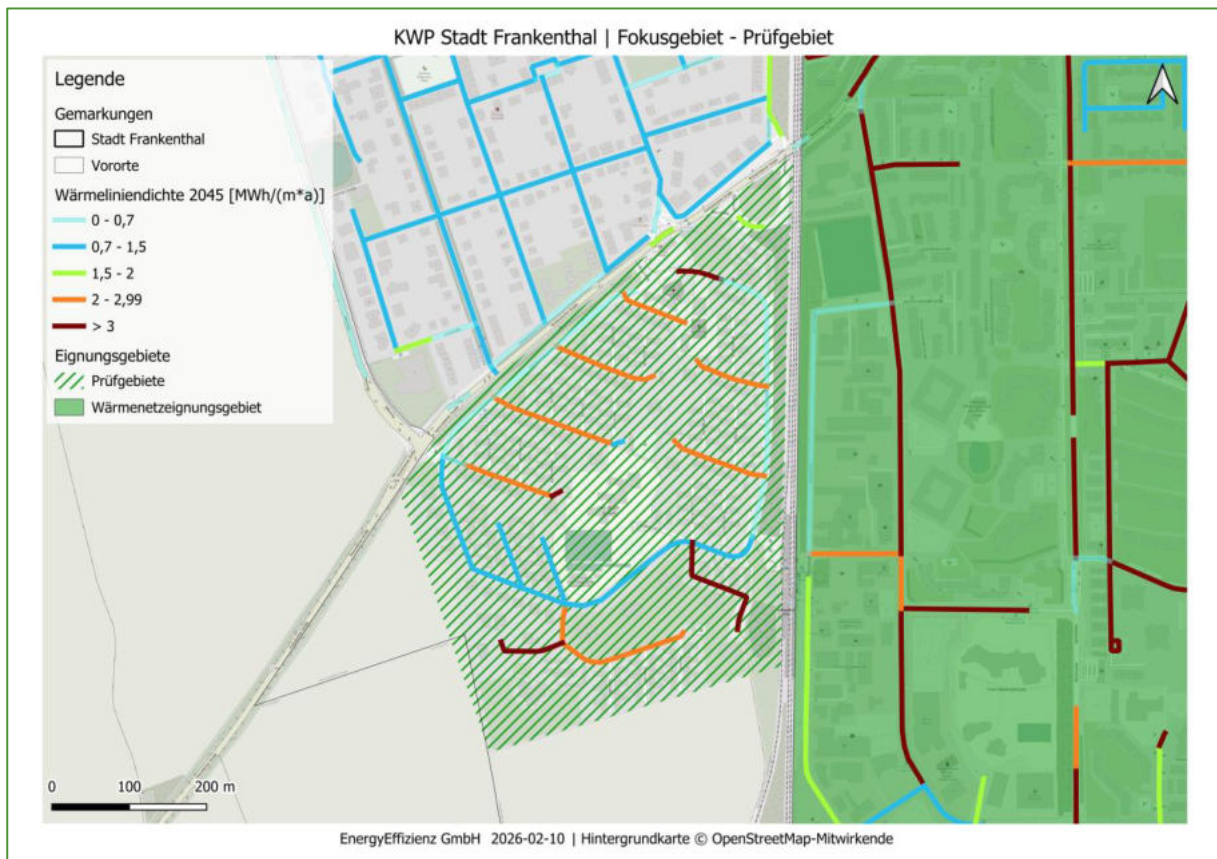 KWP Stadt Frankenthal | Fokusgebiet - Prüfgebiet
Legende
Gemarkungen
Stadt Frankenthal
Vororte
Wärmeliniendichte 2045 [MWh/(m*a)]
0 - 0,7
0,7 - 1,5
1,5 - 2
2 - 2,99
> 3
Eignungsgebiete
Prüfgebiete
Wärmenetzeignungsgebiet
0 100 200 m
EnergyEffizienz GmbH 2026-02-10 | Hintergrundkarte © OpenStreetMap-Mitwirkende